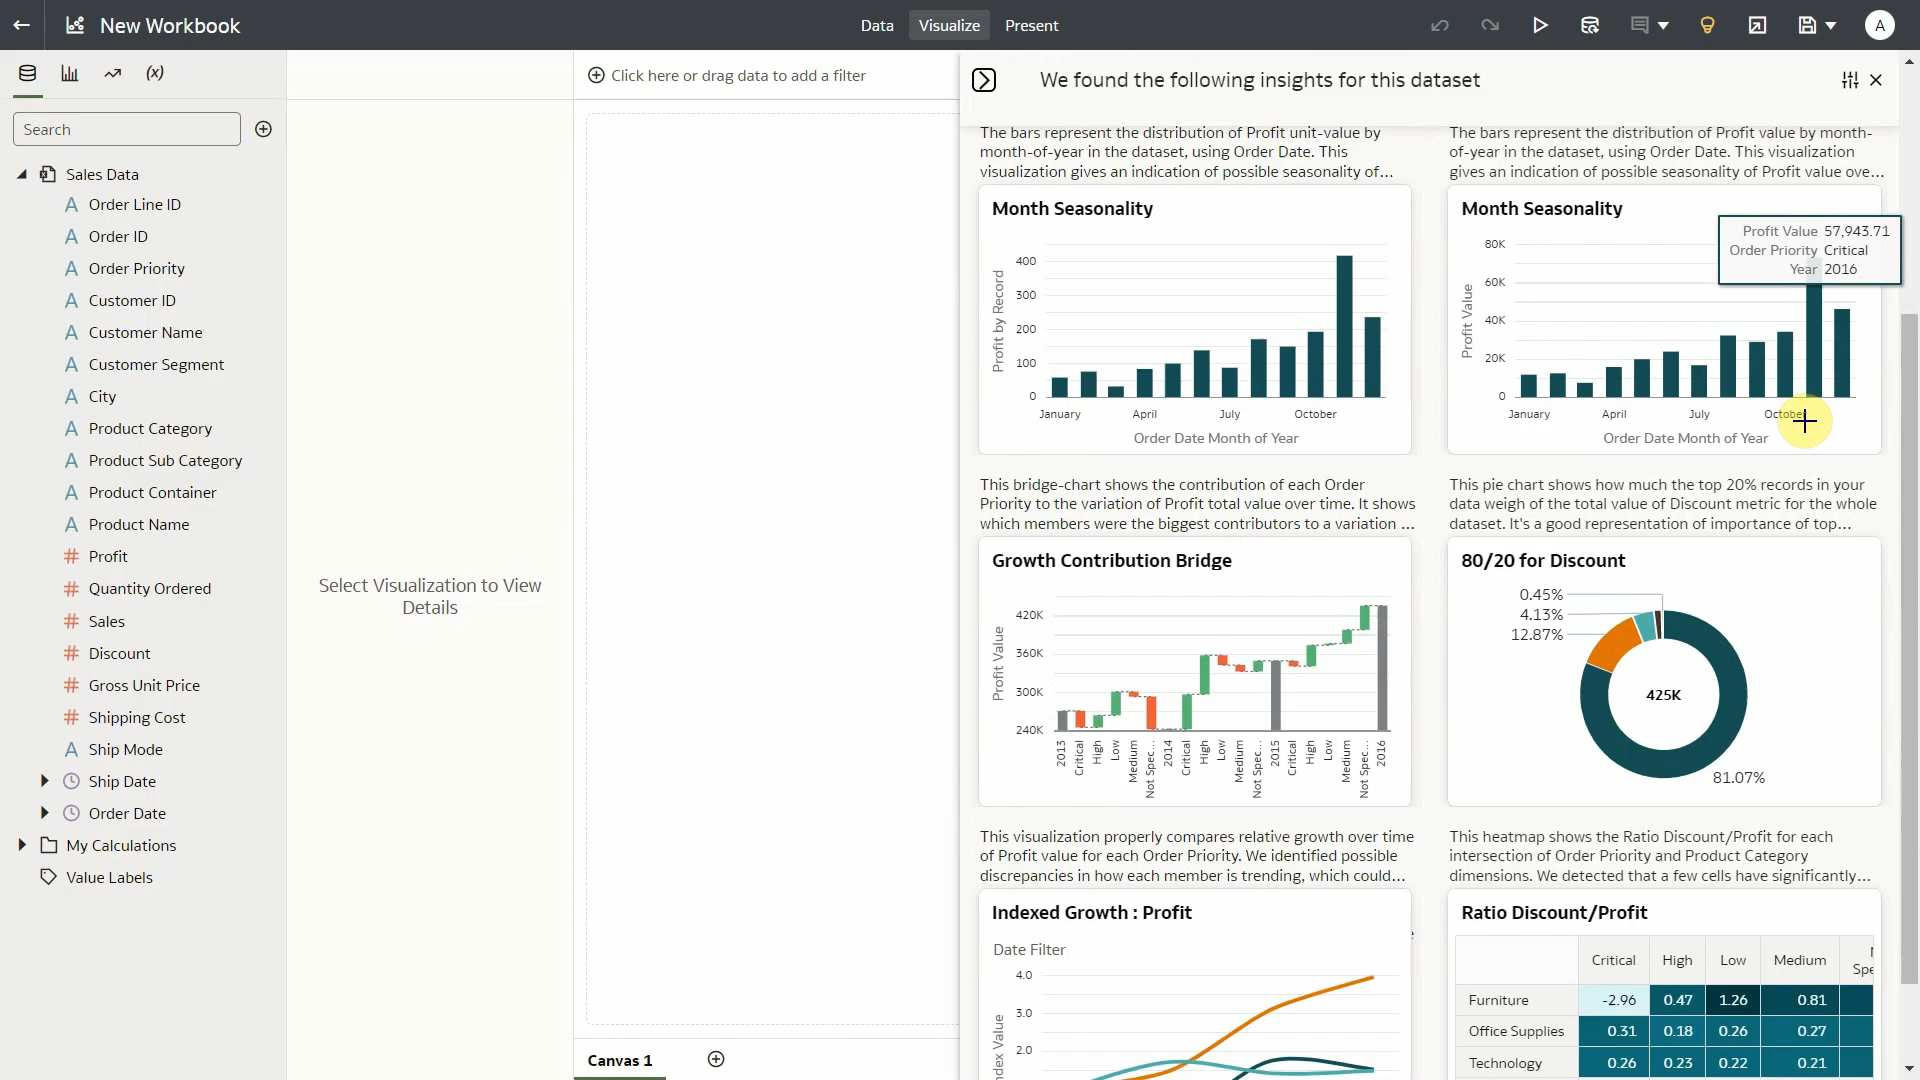 New Workbook
Data
Visualize
Present
A
(x)
Search
Sales Data
A Order Line ID
A Order ID
A Order Priority
A Customer ID
A Customer Name
A Customer Segment
A City
A Product Category
A Product Sub Category
A Product Container
A Product Name
# Profit
# Quantity Ordered
# Sales
# Discount
# Gross Unit Price
# Shipping Cost
A Ship Mode
Ship Date
Order Date
My Calculations
Value Labels
Select Visualization to View
Details
Click here or drag data to add a filter
Canvas 1
We found the following insights for this dataset
The bars represent the distribution of Profit unit-value by
month-of-year in the dataset, using Order Date. This
visualization gives an indication of possible seasonality of...
Month Seasonality
Profit by Record
400
300
200
100
0
January
April
July
October
Order Date Month of Year
The bars represent the distribution of Profit value by month-
of-year in the dataset, using Order Date. This visualization
gives an indication of possible seasonality of Profit value ove...
Month Seasonality
Profit Value 57,943.71
Order Priority Critical
Year 2016
Profit Value
80K
60K
40K
20K
0
January
April
July
October
Order Date Month of Year
This bridge-chart shows the contribution of each Order
Priority to the variation of Profit total value over time. It shows
which members were the biggest contributors to a variation ...
Growth Contribution Bridge
Profit Value
420K
360K
300K
240K
2013
Critical
High
Low
Medium
Not Spec...
2014
Critical
High
Low
Medium
Not Spec...
2015
Critical
High
Low
Medium
Not Spec...
2016
This pie chart shows how much the top 20% records in your
data weigh of the total value of Discount metric for the whole
dataset. It's a good representation of importance of top...
80/20 for Discount
0.45%
4.13%
12.87%
425K
81.07%
This visualization properly compares relative growth over time
of Profit value for each Order Priority. We identified possible
discrepancies in how each member is trending, which could...
Indexed Growth : Profit
Date Filter
4.0
3.0
2.0
ndex Value
This heatmap shows the Ratio Discount/Profit for each
intersection of Order Priority and Product Category
dimensions. We detected that a few cells have significantly...
Ratio Discount/Profit
Critical High Low Medium
Spe
Furniture -2.96 0.47 1.26 0.81
Office Supplies 0.31 0.18 0.26 0.27
Technology 0.26 0.23 0.22 0.21